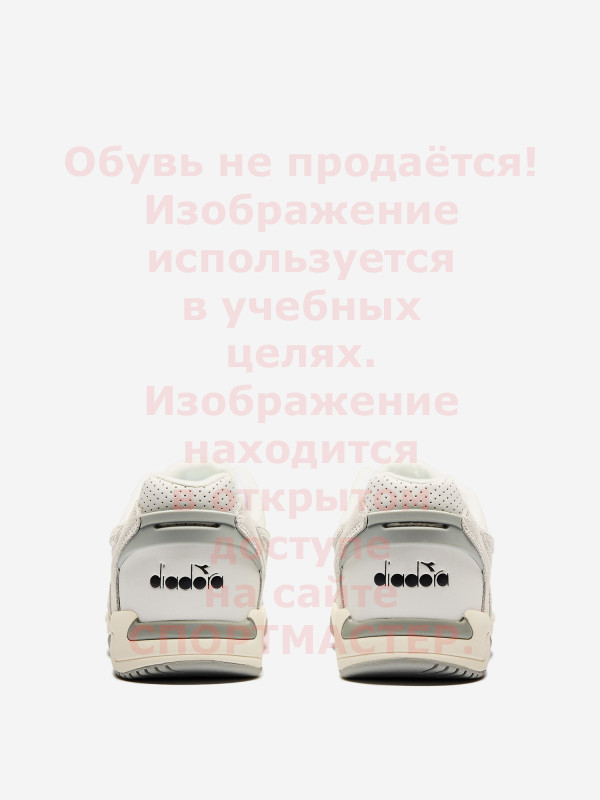 Обувь не продаётся!
Изображение
используется
в учебных
целях.
Изображение
находится
в открытом
доступе
на сайте
СПОРТМАСТЕР.
diadora diadora